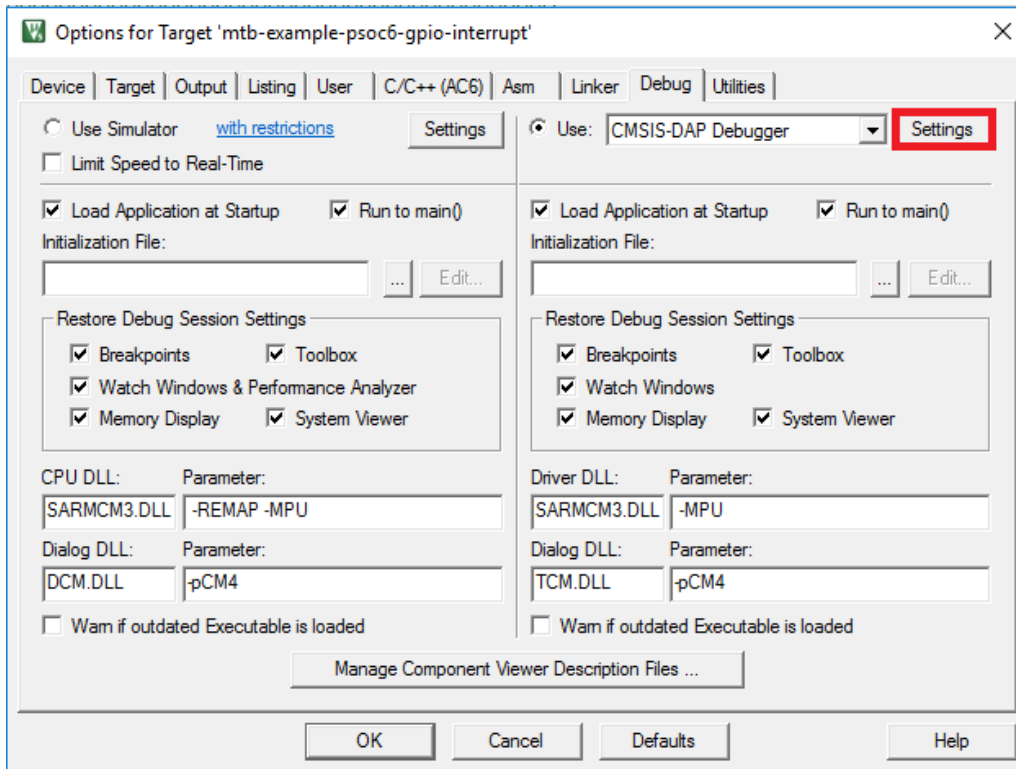 Options for Target 'mtb-example-psoc6-gpio-interrupt'
Device Target Output Listing User C/C++ (AC6) Asm Linker Debug Utilities
Use Simulator with restrictions Settings
Limit Speed to Real-Time
Load Application at Startup Run to main()
Initialization File:
... Edit...
Restore Debug Session Settings
Breakpoints Toolbox
Watch Windows & Performance Analyzer
Memory Display System Viewer
CPU DLL: Parameter:
SARMCM3.DLL -REMAP -MPU
Dialog DLL: Parameter:
DCM.DLL -pCM4
Warn if outdated Executable is loaded
Use: CMSIS-DAP Debugger Settings
Load Application at Startup Run to main()
Initialization File:
... Edit...
Restore Debug Session Settings
Breakpoints Toolbox
Watch Windows
Memory Display System Viewer
Driver DLL: Parameter:
SARMCM3.DLL -MPU
Dialog DLL: Parameter:
TCM.DLL -pCM4
Warn if outdated Executable is loaded
Manage Component Viewer Description Files ...
OK Cancel Defaults Help